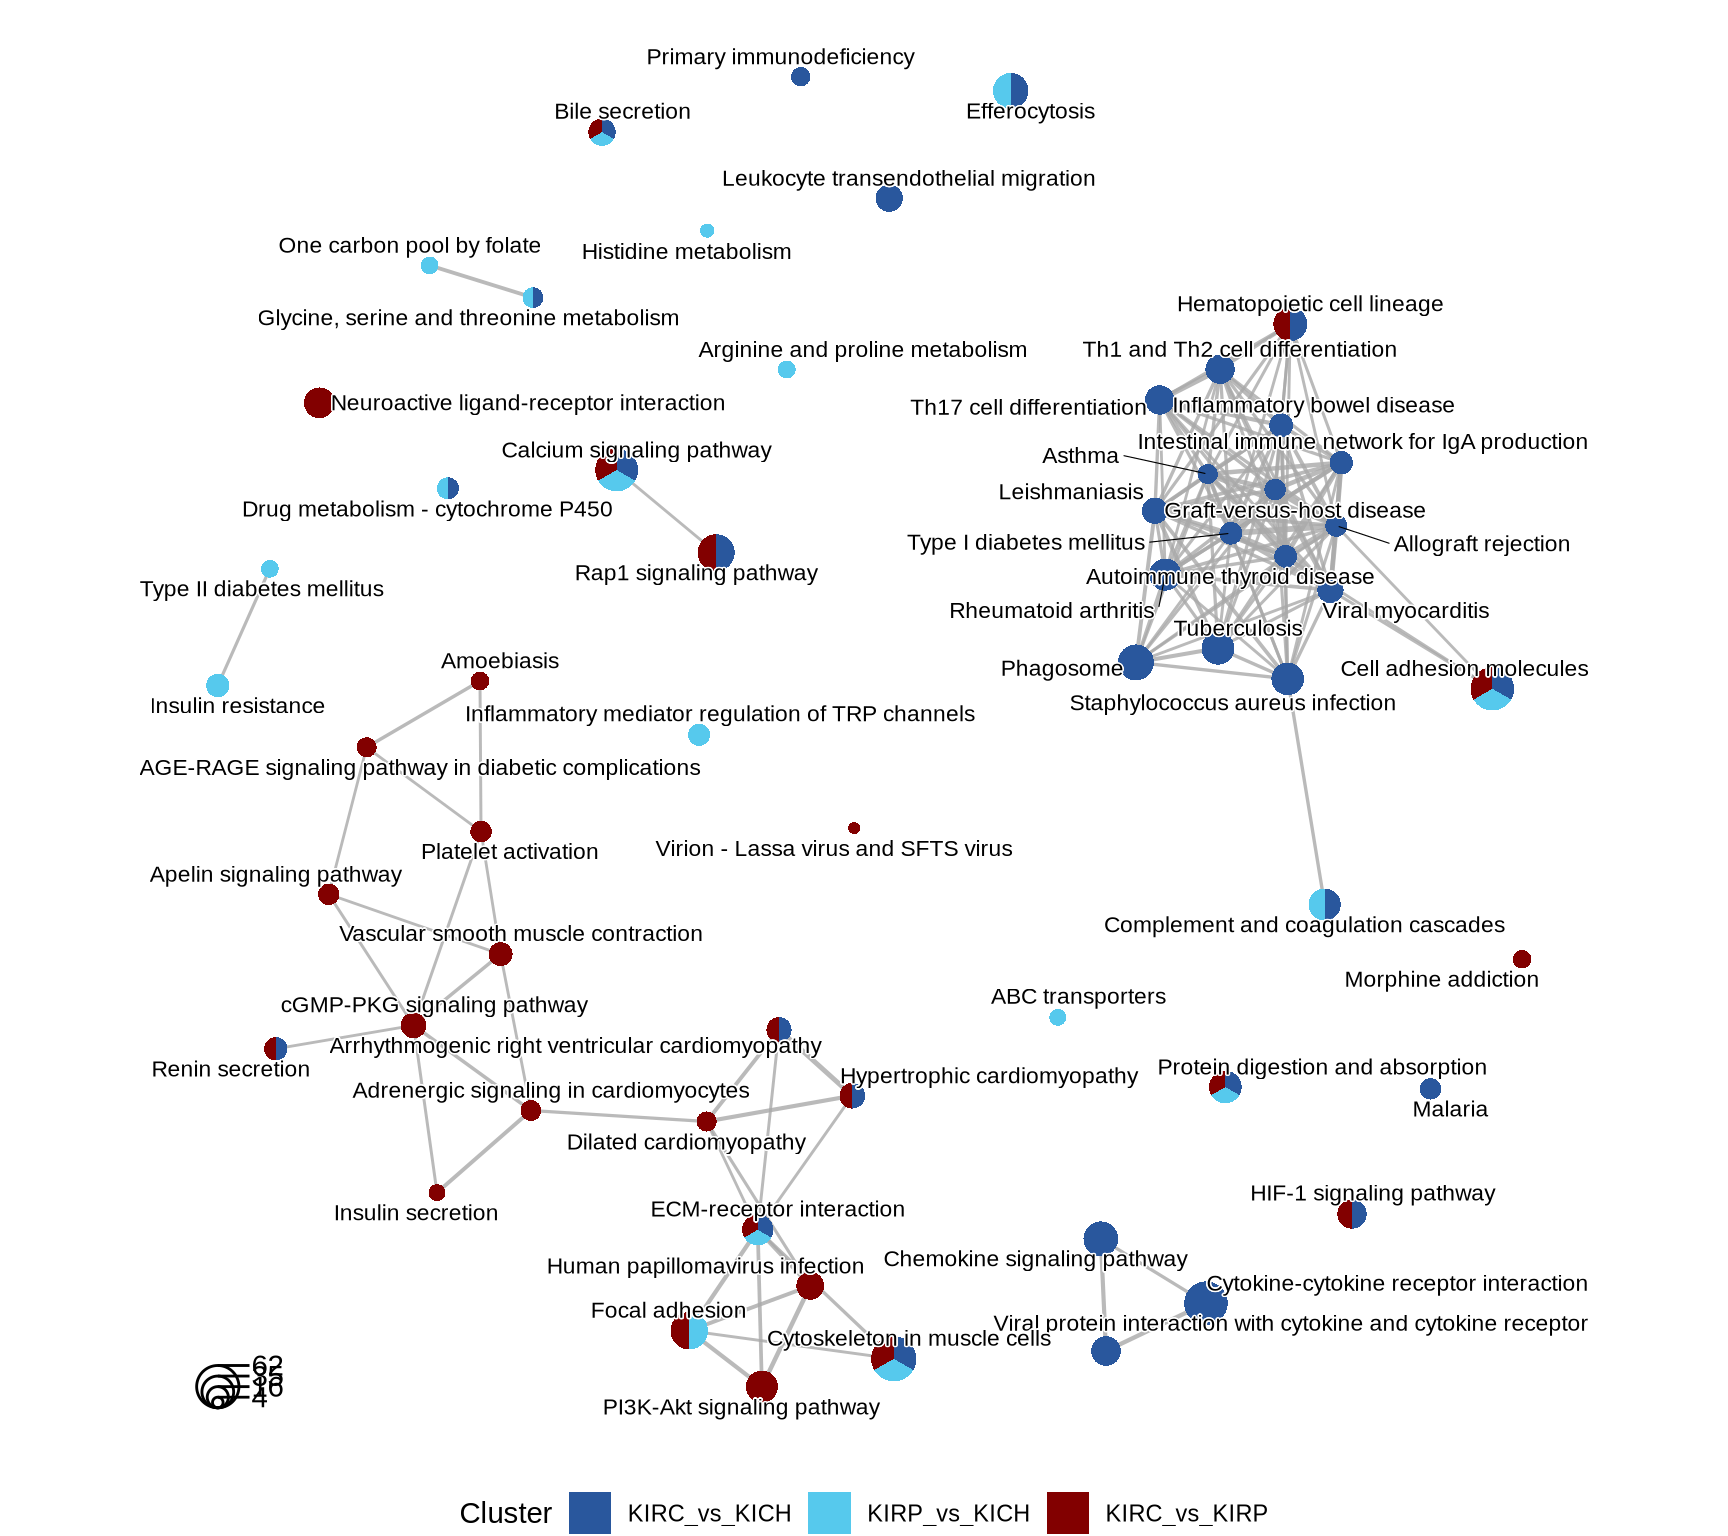 Primary immunodeficiency
Efferocytosis
Bile secretion
Leukocyte transendothelial migration
Histidine metabolism
One carbon pool by folate
Glycine, serine and threonine metabolism
Hematopoietic cell lineage
Arginine and proline metabolism
Th1 and Th2 cell differentiation
Neuroactive ligand-receptor interaction
Th17 cell differentiation
Inflammatory bowel disease
Intestinal immune network for IgA production
Calcium signaling pathway
Asthma
Leishmaniasis
Drug metabolism - cytochrome P450
Graft-versus-host disease
Type I diabetes mellitus
Allograft rejection
Rap1 signaling pathway
Autoimmune thyroid disease
Type II diabetes mellitus
Rheumatoid arthritis
Viral myocarditis
Tuberculosis
Amoebiasis
Phagosome
Cell adhesion molecules
Insulin resistance
Staphylococcus aureus infection
Inflammatory mediator regulation of TRP channels
AGE-RAGE signaling pathway in diabetic complications
Platelet activation
Virion - Lassa virus and SFTS virus
Apelin signaling pathway
Complement and coagulation cascades
Vascular smooth muscle contraction
Morphine addiction
ABC transporters
cGMP-PKG signaling pathway
Arrhythmogenic right ventricular cardiomyopathy
Renin secretion
Protein digestion and absorption
Hypertrophic cardiomyopathy
Adrenergic signaling in cardiomyocytes
Malaria
Dilated cardiomyopathy
HIF-1 signaling pathway
Insulin secretion
ECM-receptor interaction
Chemokine signaling pathway
Human papillomavirus infection
Cytokine-cytokine receptor interaction
Focal adhesion
Viral protein interaction with cytokine and cytokine receptor
Cytoskeleton in muscle cells
62
16
4
PI3K-Akt signaling pathway
Cluster
KIRC_vs_KICH
KIRP_vs_KICH
KIRC_vs_KIRP